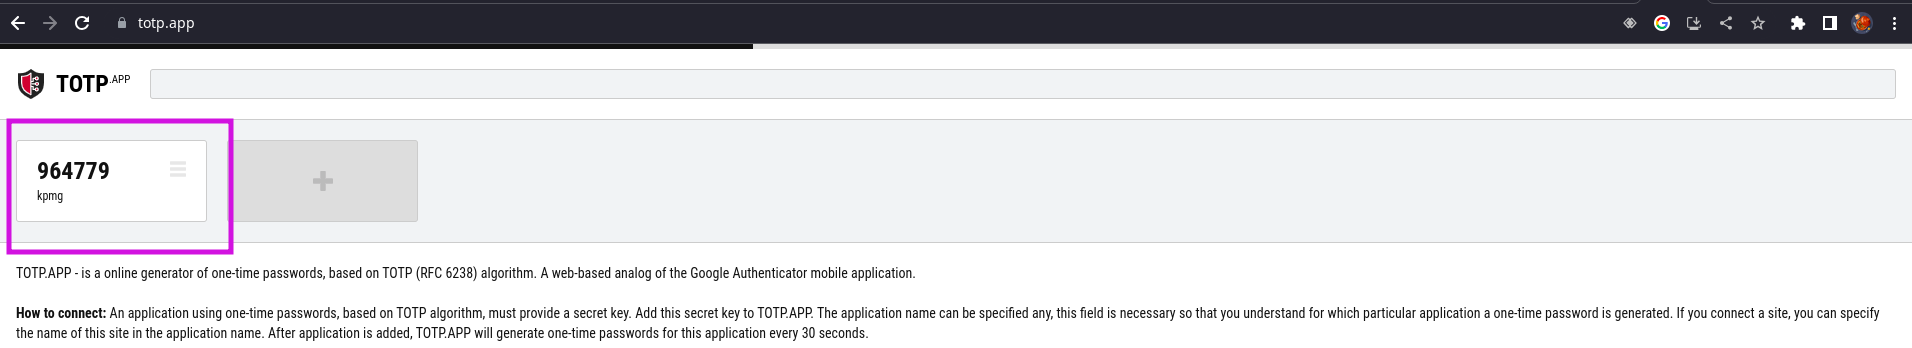 totp.app
TOTP.APP
964779
kpmg
TOTP.APP - is a online generator of one-time passwords, based on TOTP (RFC 6238) algorithm. A web-based analog of the Google Authenticator mobile application.
How to connect: An application using one-time passwords, based on TOTP algorithm, must provide a secret key. Add this secret key to TOTP.APP. The application name can be specified any, this field is necessary so that you understand for which particular application a one-time password is generated. If you connect a site, you can specify
the name of this site in the application name. After application is added, TOTP.APP will generate one-time passwords for this application every 30 seconds.